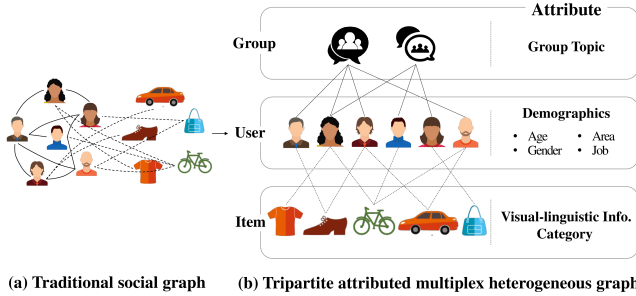 Attribute
Group
Group Topic
User
Demographics
• Age • Area
• Gender • Job
Item
Visual-linguistic Info.
Category
(a) Traditional social graph
(b) Tripartite attributed multiplex heterogeneous graph